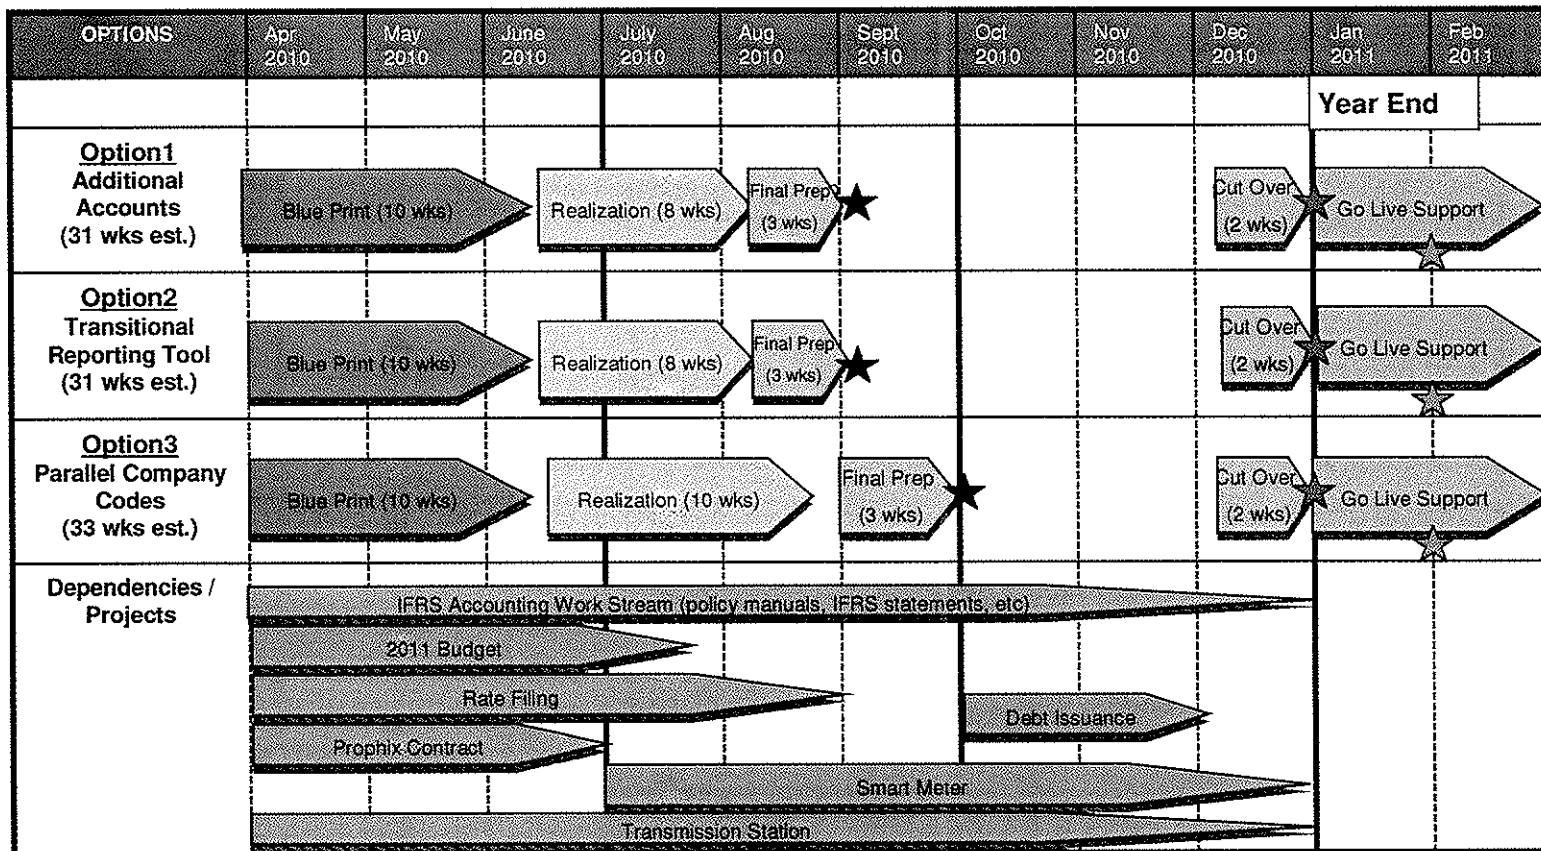 OPTIONS
Apr
2010
May
2010
June
2010
July
2010
Aug
2010
Sept
2010
Oct
2010
Nov
2010
Dec
2010
Jan
2011
Feb
2011
Year End
Option1
Additional
Accounts
(31 wks est.)
Blue Print (10 wks)
Realization (8 wks)
Final Prep
(3 wks)
Cut Over
(2 wks)
Go Live Support
Option2
Transitional
Reporting Tool
(31 wks est.)
Blue Print (10 wks)
Realization (8 wks)
Final Prep
(3 wks)
Cut Over
(2 wks)
Go Live Support
Option3
Parallel Company
Codes
(33 wks est.)
Blue Print (10 wks)
Realization (10 wks)
Final Prep
(3 wks)
Cut Over
(2 wks)
Go Live Support
Dependencies /
Projects
IFRS Accounting Work Stream (policy manuals, IFRS statements, etc)
2011 Budget
Rate Filing
Debt Issuance
Prophix Contract
Smart Meter
Transmission Station